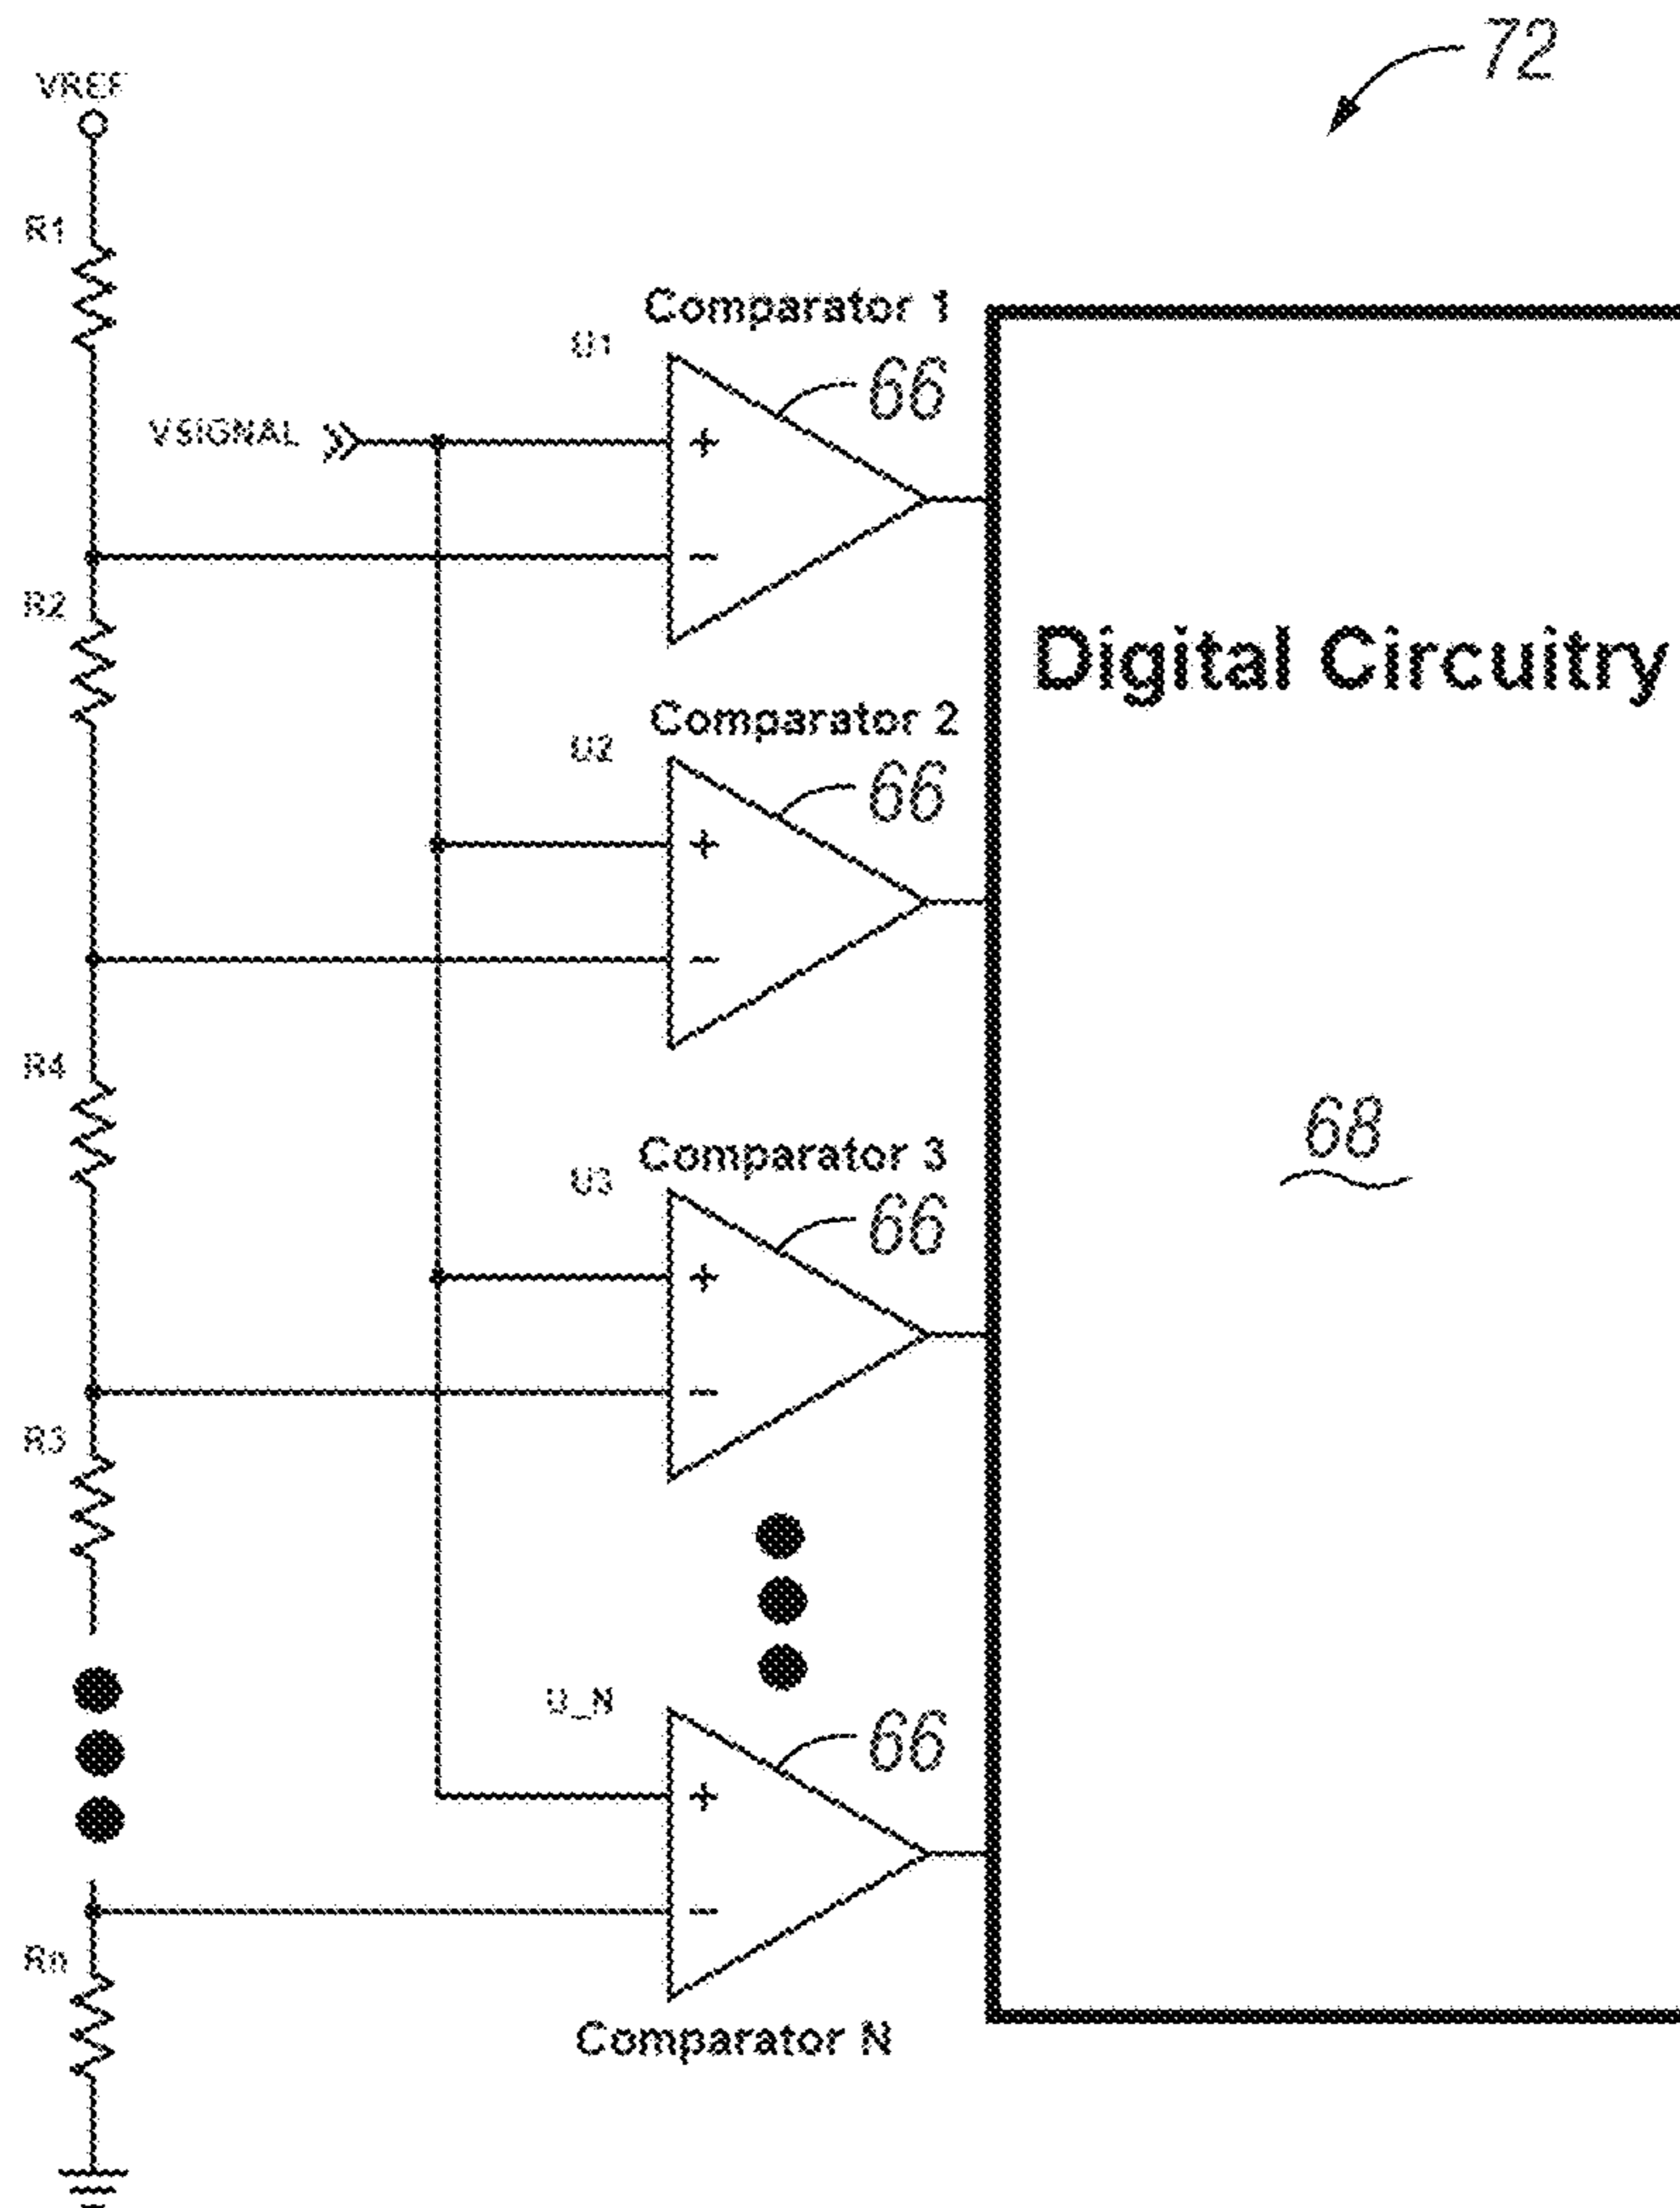 72
VREF
R1
Comparator 1
U1
66
VSIGNAL
+
-
R2
Digital Circuitry
Comparator 2
U2
66
+
-
R4
68
Comparator 3
U3
66
+
-
R3
U_N
66
+
-
Rn
Comparator N